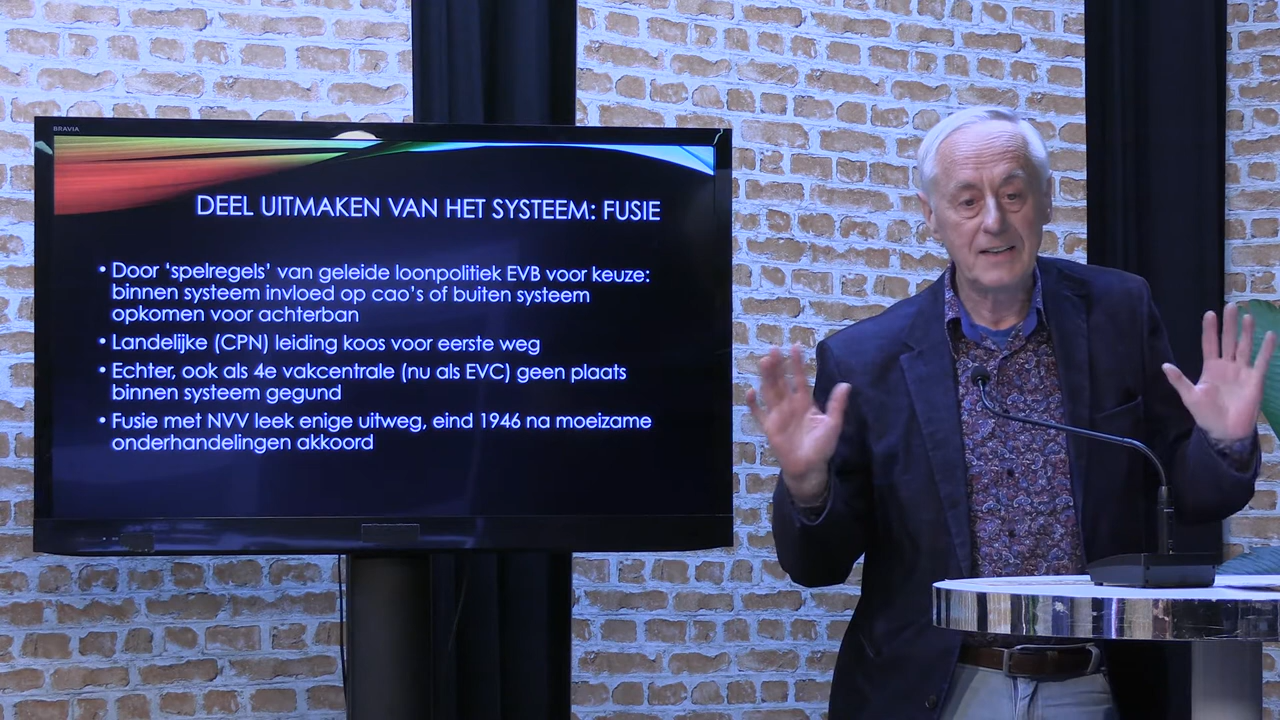 BRAVIA
DEEL UITMAKEN VAN HET SYSTEEM: FUSIE
• Door ‘spelregels’ van geleide loonpolitiek EVB voor keuze:
binnen systeem invloed op cao’s of buiten systeem
opkomen voor achterban
• Landelijke (CPN) leiding koos voor eerste weg
• Echter, ook als 4e vakcentrale (nu als EVC) geen plaats
binnen systeem gegund
• Fusie met NVV leek enige uitweg, eind 1946 na moeizame
onderhandelingen akkoord